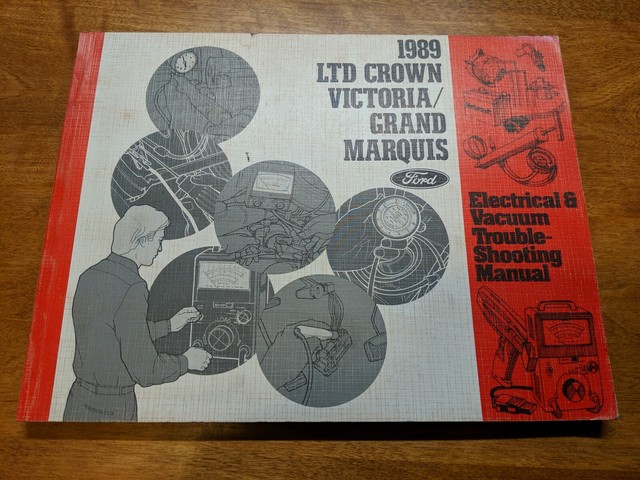 1989
LTD CROWN
VICTORIA/
GRAND
MARQUIS
Ford
Electrical &
Vacuum
Trouble-
Shooting
Manual